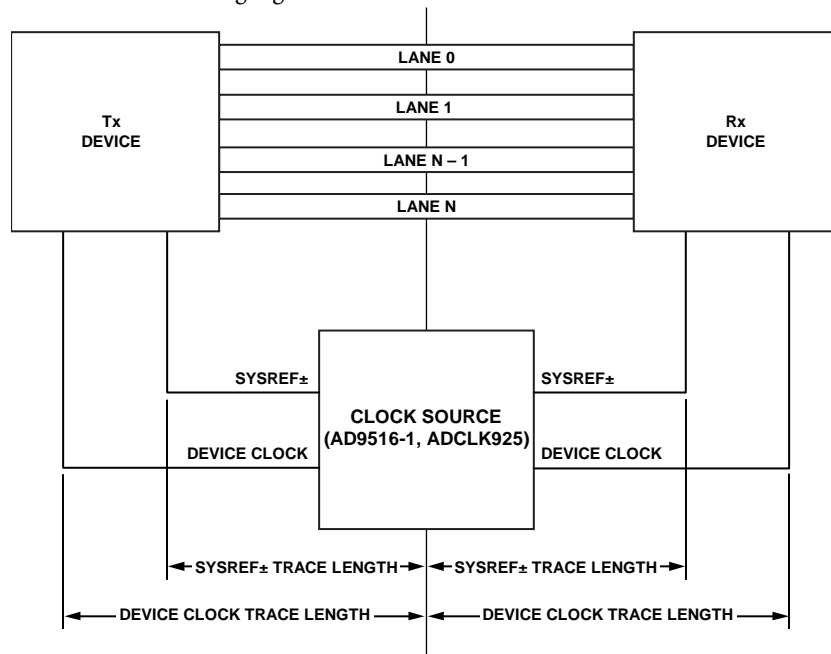 LANE 0
LANE 1
Tx
DEVICE
Rx
DEVICE
LANE N – 1
LANE N
SYSREF±
SYSREF±
CLOCK SOURCE
(AD9516-1, ADCLK925)
DEVICE CLOCK
DEVICE CLOCK
SYSREF± TRACE LENGTH
SYSREF± TRACE LENGTH
DEVICE CLOCK TRACE LENGTH
DEVICE CLOCK TRACE LENGTH